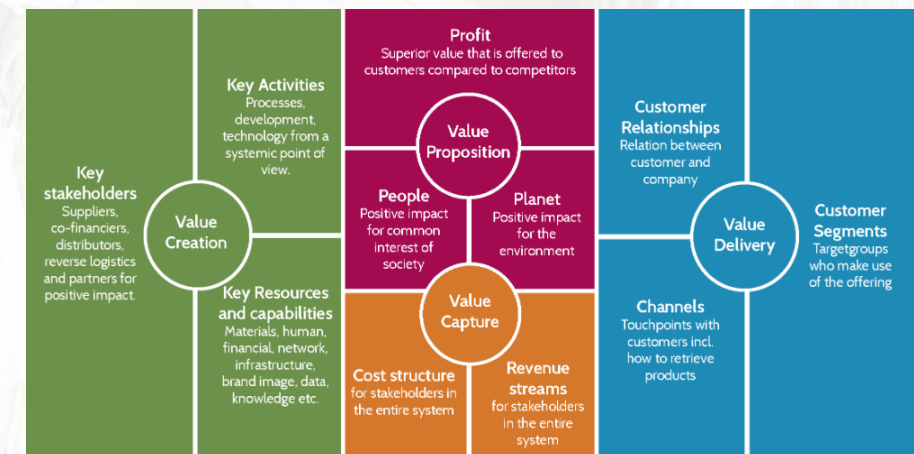 Key
stakeholders
Suppliers,
co-financiers,
distributors,
reverse logistics
and partners for
positive impact.
Key Activities
Processes,
development,
technology from a
systemic point of
view.
Value
Creation
Key Resources
and capabilities
Materials, human,
financial, network,
infrastructure,
brand image, data,
knowledge etc.
Profit
Superior value that is offered to
customers compared to competitors
Value
Proposition
People
Positive impact
for common
interest of
society
Planet
Positive impact
for the
environment
Value
Capture
Cost structure
for stakeholders in
the entire system
Revenue
streams
for stakeholders
in the entire
system
Customer
Relationships
Relation between
customer and
company
Value
Delivery
Channels
Touchpoints with
customers incl.
how to retrieve
products
Customer
Segments
Targetgroups
who make use
of the offering